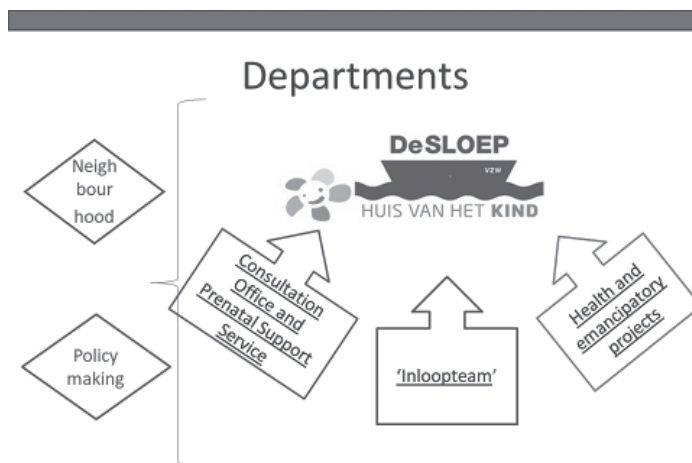 Departments
Neigh
bour
hood
Policy
making
DeSLOEP
VZW
HUIS VAN HET KIND
Consultation
Office and
Prenatal Support
Service
'Inloopteam'
Health and
emancipatory
projects